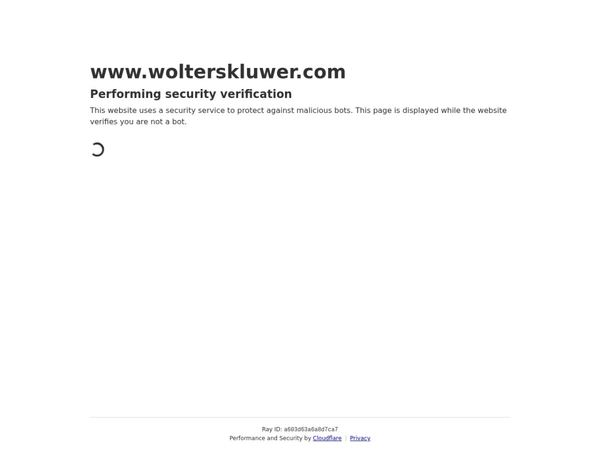 www.wolterskluwer.com
Performing security verification
This website uses a security service to protect against malicious bots. This page is displayed while the website
verifies you are not a bot.
Ray ID: a603d63a6a8d7ca7
Performance and Security by Cloudflare | Privacy